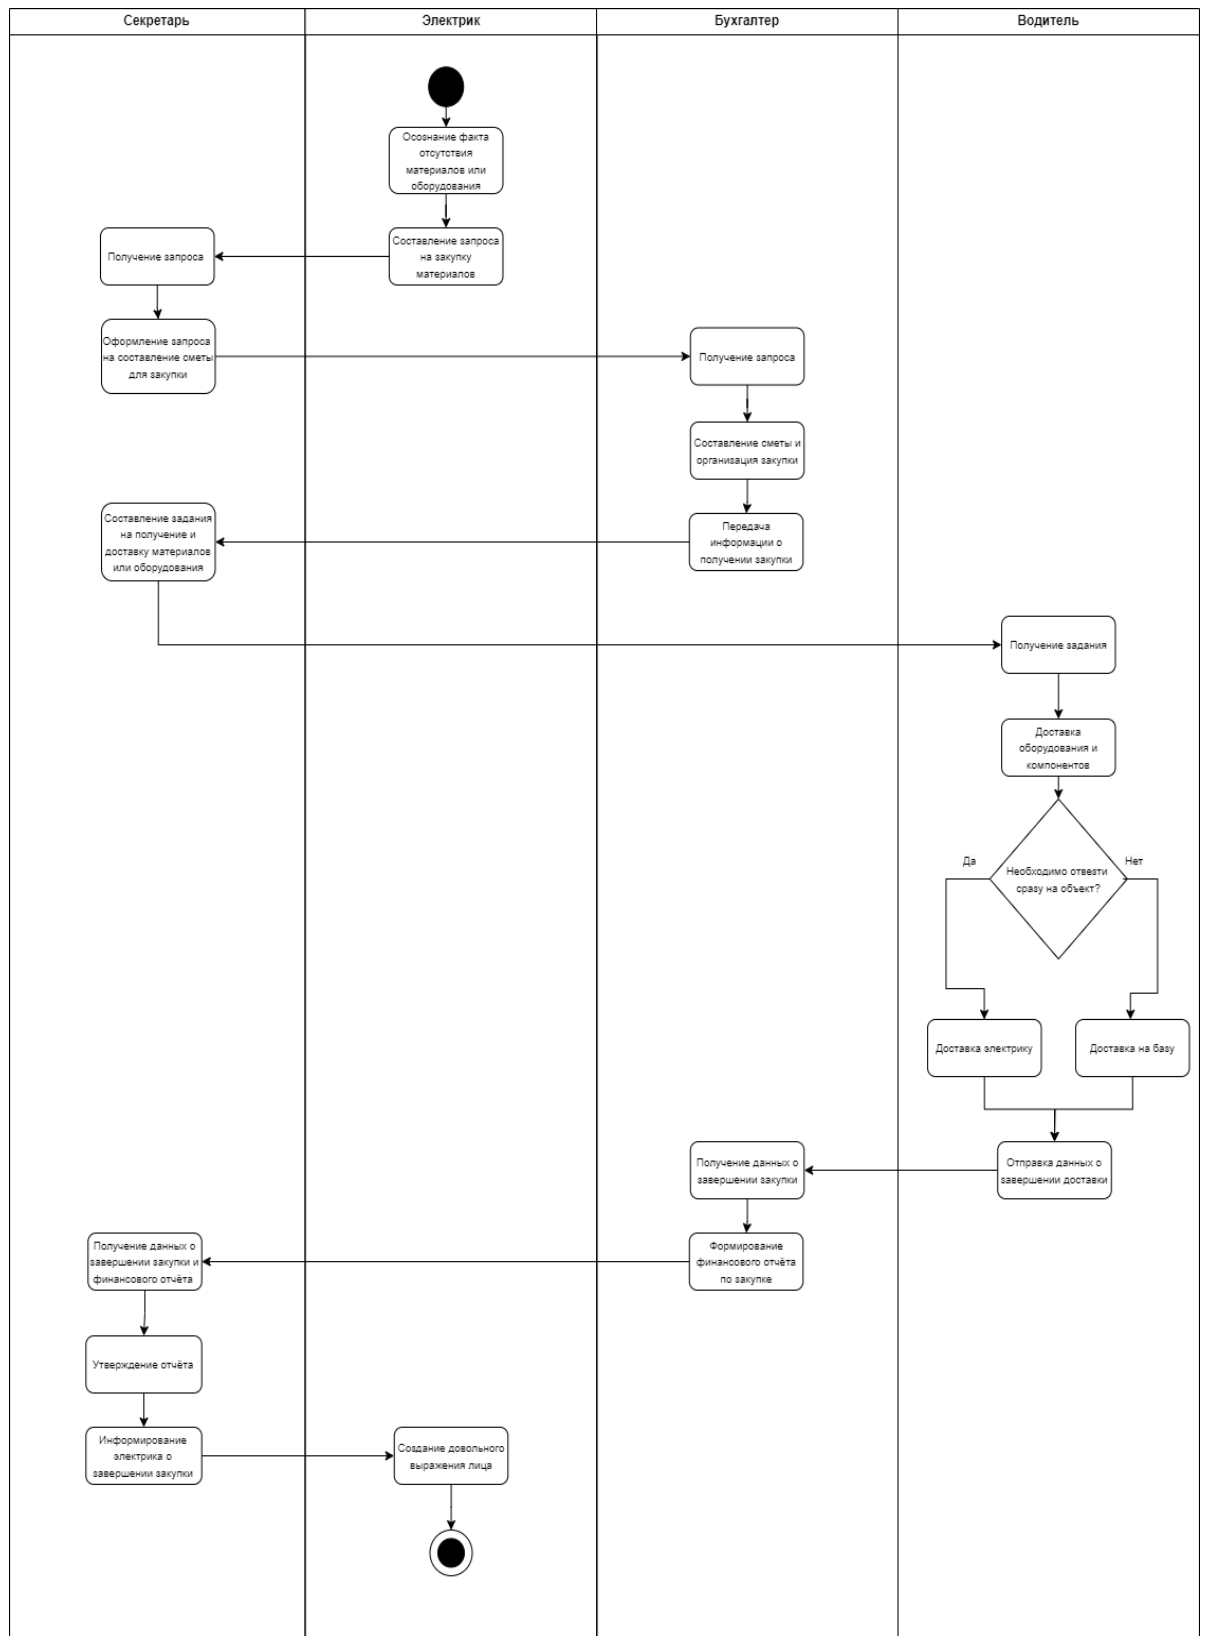 Секретарь
Электрик
Бухгалтер
Водитель
Осознание факта
отсутствия
материалов или
оборудования
Составление запроса
на закупку
материалов
Получение запроса
Оформление запроса
на составление сметы
для закупки
Получение запроса
Составление сметы и
организация закупки
Передача
информации о
получении закупки
Составление задания
на получение и
доставку материалов
или оборудования
Получение задания
Доставка
оборудования и
компонентов
Необходимо отвезти
сразу на объект?
Да
Нет
Доставка электрику
Доставка на базу
Отправка данных о
завершении доставки
Получение данных о
завершении закупки
Формирование
финансового отчёта
по закупке
Получение данных о
завершении закупки и
финансового отчёта
Утверждение отчёта
Информирование
электрика о
завершении закупки
Создание довольного
выражения лица